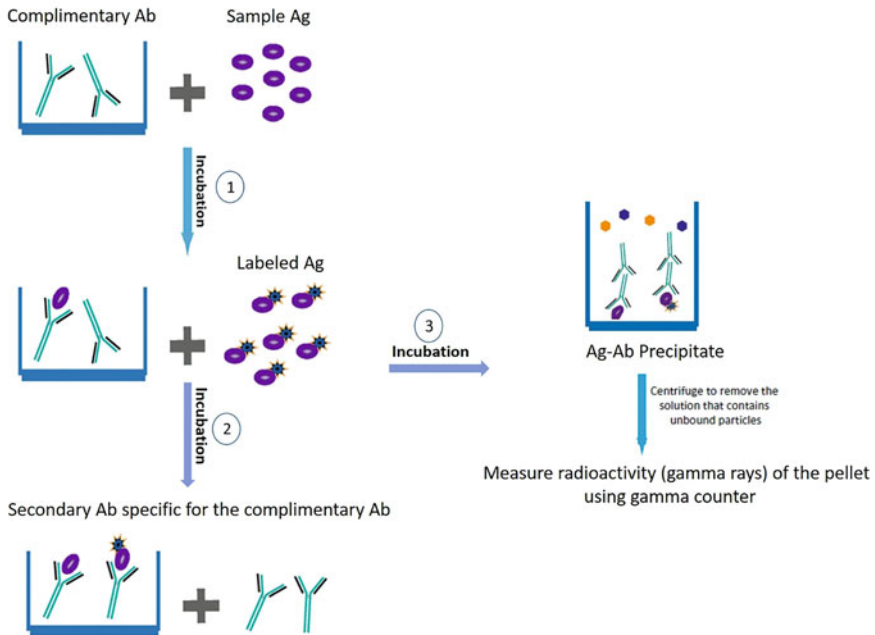 Complimentary Ab
Sample Ag
Incubation
1
Labeled Ag
3
Incubation
Incubation
2
Secondary Ab specific for the complimentary Ab
Ag-Ab Precipitate
Centrifuge to remove the
solution that contains
unbound particles
Measure radioactivity (gamma rays) of the pellet
using gamma counter